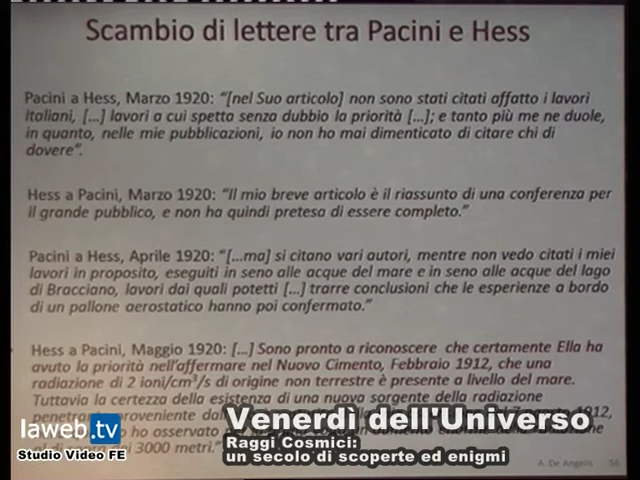 Scambio di lettere tra Pacini e Hess
Pacini a Hess, Marzo 1920: “[nel Suo articolo] non sono stati citati affatto i lavori
italiani, […] lavori a cui spetta senza dubbio la priorità […]; e tanto più me ne duole,
in quanto, nelle mie pubblicazioni, io non ho mai dimenticato di citare chi di
dovere”.
Hess a Pacini, Marzo 1920: “Il mio breve articolo è il riassunto di una conferenza per
il grande pubblico, e non ha quindi pretesa di essere completo.”
Pacini a Hess, Aprile 1920: “[…ma] si citano vari autori, mentre non vedo citati i miei
lavori in proposito, eseguiti in seno alle acque del mare e in seno alle acque del lago
di Bracciano, lavori dai quali potetti […] trarre conclusioni che le esperienze a bordo
di un pallone aerostatico hanno poi confermato.”
Hess a Pacini, Maggio 1920: […] Sono pronto a riconoscere che certamente Ella ha
avuto la priorità nell’affermare nel Nuovo Cimento, Febbraio 1912, che una
radiazione di 2 ioni/cm³/s di origine non terrestre è presente a livello del mare.
Tuttavia la certezza della esistenza di una nuova sorgente della radiazione
proveniente 1912,
ho osservato
3000 metri.”
laweb.tv
Studio Video FE
Venerdì dell'Universo
Raggi Cosmici:
un secolo di scoperte ed enigmi
A. De Angelis 56